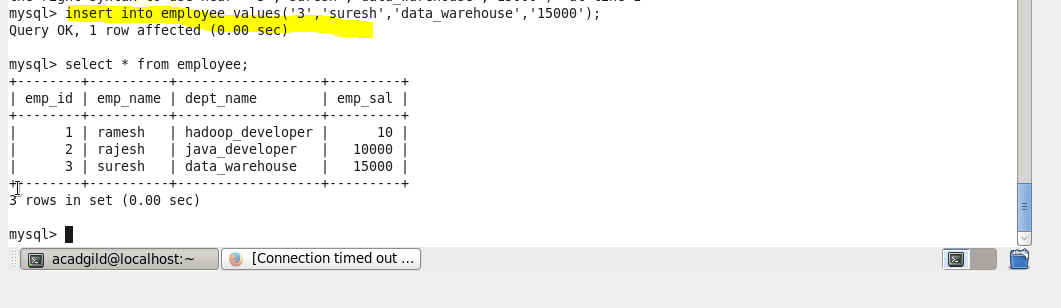 mysql> insert into employee values('3','suresh','data_warehouse','15000');
Query OK, 1 row affected (0.00 sec)
mysql> select * from employee;
+--------+----------+------------------+---------+
| emp_id | emp_name | dept_name        | emp_sal |
+--------+----------+------------------+---------+
|      1 | ramesh   | hadoop_developer |      10 |
|      2 | rajesh   | java_developer   |   10000 |
|      3 | suresh   | data_warehouse   |   15000 |
+--------+----------+------------------+---------+
3 rows in set (0.00 sec)
mysql>
acadgild@localhost:~ [Connection timed out ...